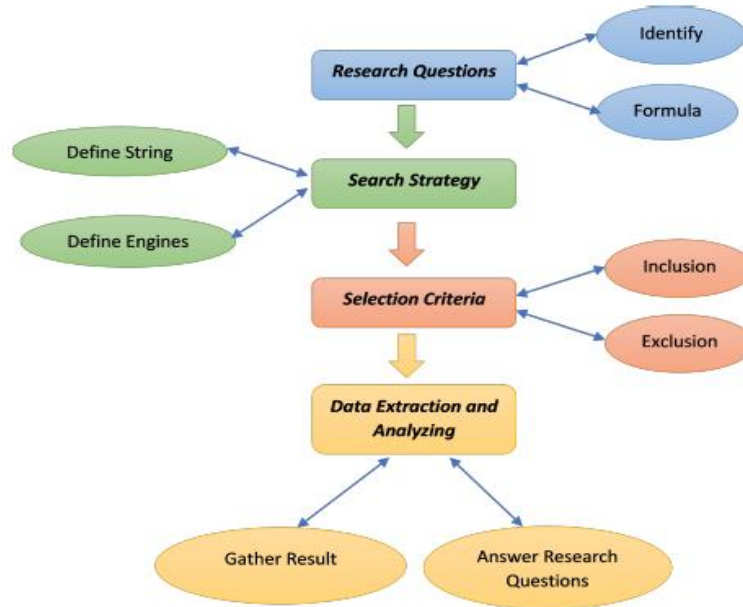 Identify
Research Questions
Formula
Define String
Search Strategy
Define Engines
Inclusion
Selection Criteria
Exclusion
Data Extraction and
Analyzing
Gather Result
Answer Research
Questions